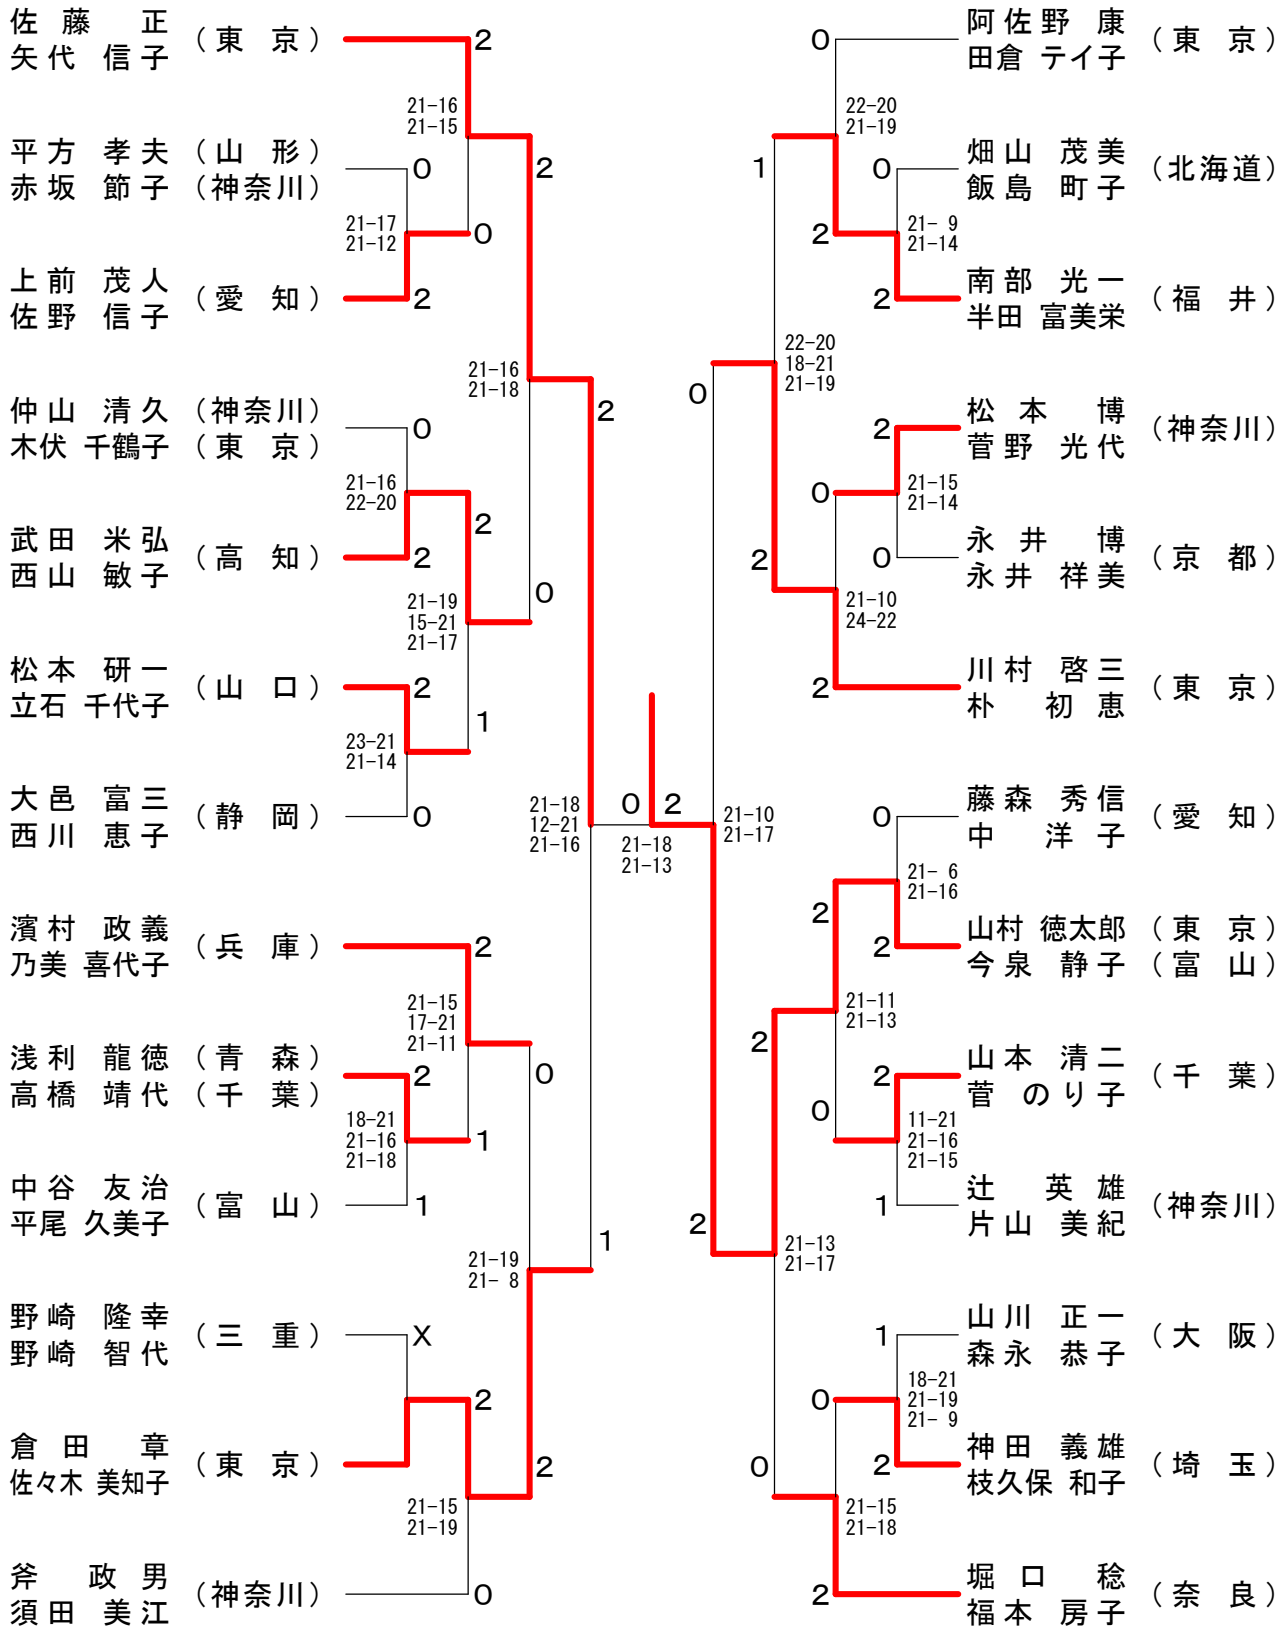 佐藤 正
矢代 信子
（東 京）
2
21-16
21-15
平方 孝夫 （山 形）
赤坂 節子 （神奈川）
0
2
21-17
21-12
0
上前 茂人
佐野 信子
（愛 知）
2
21-16
21-18
仲山 清久 （神奈川）
木伏 千鶴子 （東 京）
0
2
21-16
22-20
2
武田 米弘
西山 敏子
（高 知）
2
0
21-19
15-21
21-17
松本 研一
立石 千代子
（山 口）
2
1
23-21
21-14
大邑 富三
西川 恵子
（静 岡）
0
21-18
12-21
21-16
濱村 政義
乃美 喜代子
（兵 庫）
2
21-15
17-21
21-11
浅利 龍徳 （青 森）
高橋 靖代 （千 葉）
2
0
18-21
21-16
21-18
1
中谷 友治
平尾 久美子
（富 山）
1
1
21-19
21- 8
野崎 隆幸
野崎 智代
（三 重）
X
2
倉田 章
佐々木 美知子
（東 京）
2
21-15
21-19
斧 政男
須田 美江
（神奈川）
0
0 2
21-18
21-13
0
阿佐野 康
田倉 テイ子
（東 京）
22-20
21-19
1
0
畑山 茂美
飯島 町子
（北海道）
2
21- 9
21-14
2
南部 光一
半田 富美栄
（福 井）
22-20
18-21
21-19
0
2
松本 博
菅野 光代
（神奈川）
0
21-15
21-14
2
0
永井 博
永井 祥美
（京 都）
21-10
24-22
2
川村 啓三
朴 初恵
（東 京）
21-10
21-17
0
藤森 秀信
中 洋子
（愛 知）
21- 6
21-16
2
2
山村 徳太郎 （東 京）
今泉 静子 （富 山）
21-11
21-13
2
2
山本 清二
菅 のり子
（千 葉）
0
11-21
21-16
21-15
1
辻 英雄
片山 美紀
（神奈川）
2
21-13
21-17
1
山川 正一
森永 恭子
（大 阪）
0
18-21
21-19
21- 9
0
2
神田 義雄
枝久保 和子
（埼 玉）
21-15
21-18
2
堀口 稔
福本 房子
（奈 良）